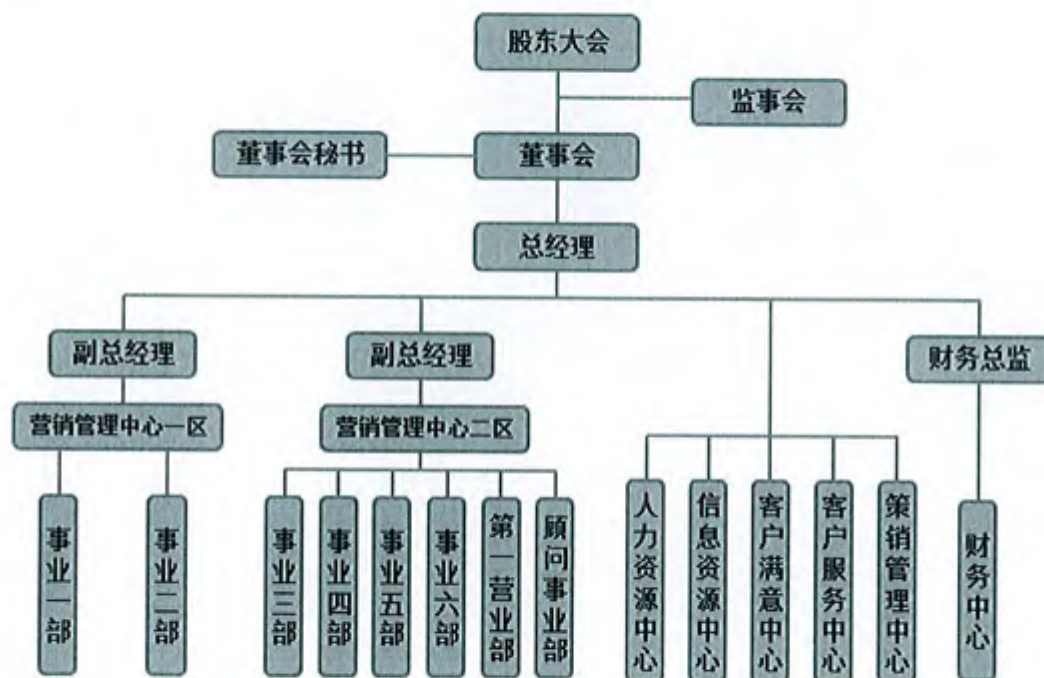 股东大会
监事会
董事会秘书
董事会
总经理
副总经理
副总经理
财务总监
营销管理中心一区
营销管理中心二区
事业一部
事业二部
事业三部
事业四部
事业五部
事业六部
第一营业部
顾问事业部
人力资源中心
信息资源中心
客户满意中心
客户服务中心
策销管理中心
财务中心